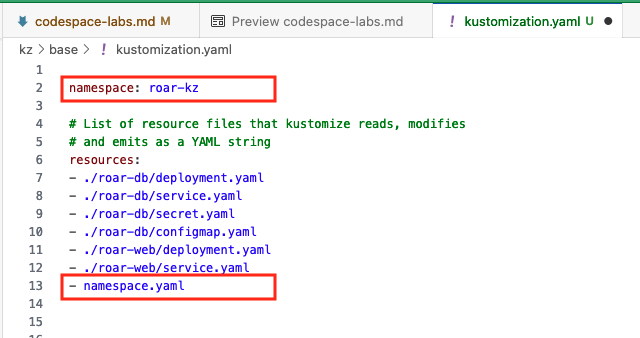 codespace-labs.md M
Preview codespace-labs.md
! kustomization.yaml U
kz > base > ! kustomization.yaml
1
2 namespace: roar-kz
3
4 # List of resource files that kustomize reads, modifies
5 # and emits as a YAML string
6 resources:
7 - ./roar-db/deployment.yaml
8 - ./roar-db/service.yaml
9 - ./roar-db/secret.yaml
10 - ./roar-db/configmap.yaml
11 - ./roar-web/deployment.yaml
12 - ./roar-web/service.yaml
13 - namespace.yaml
14
15
16